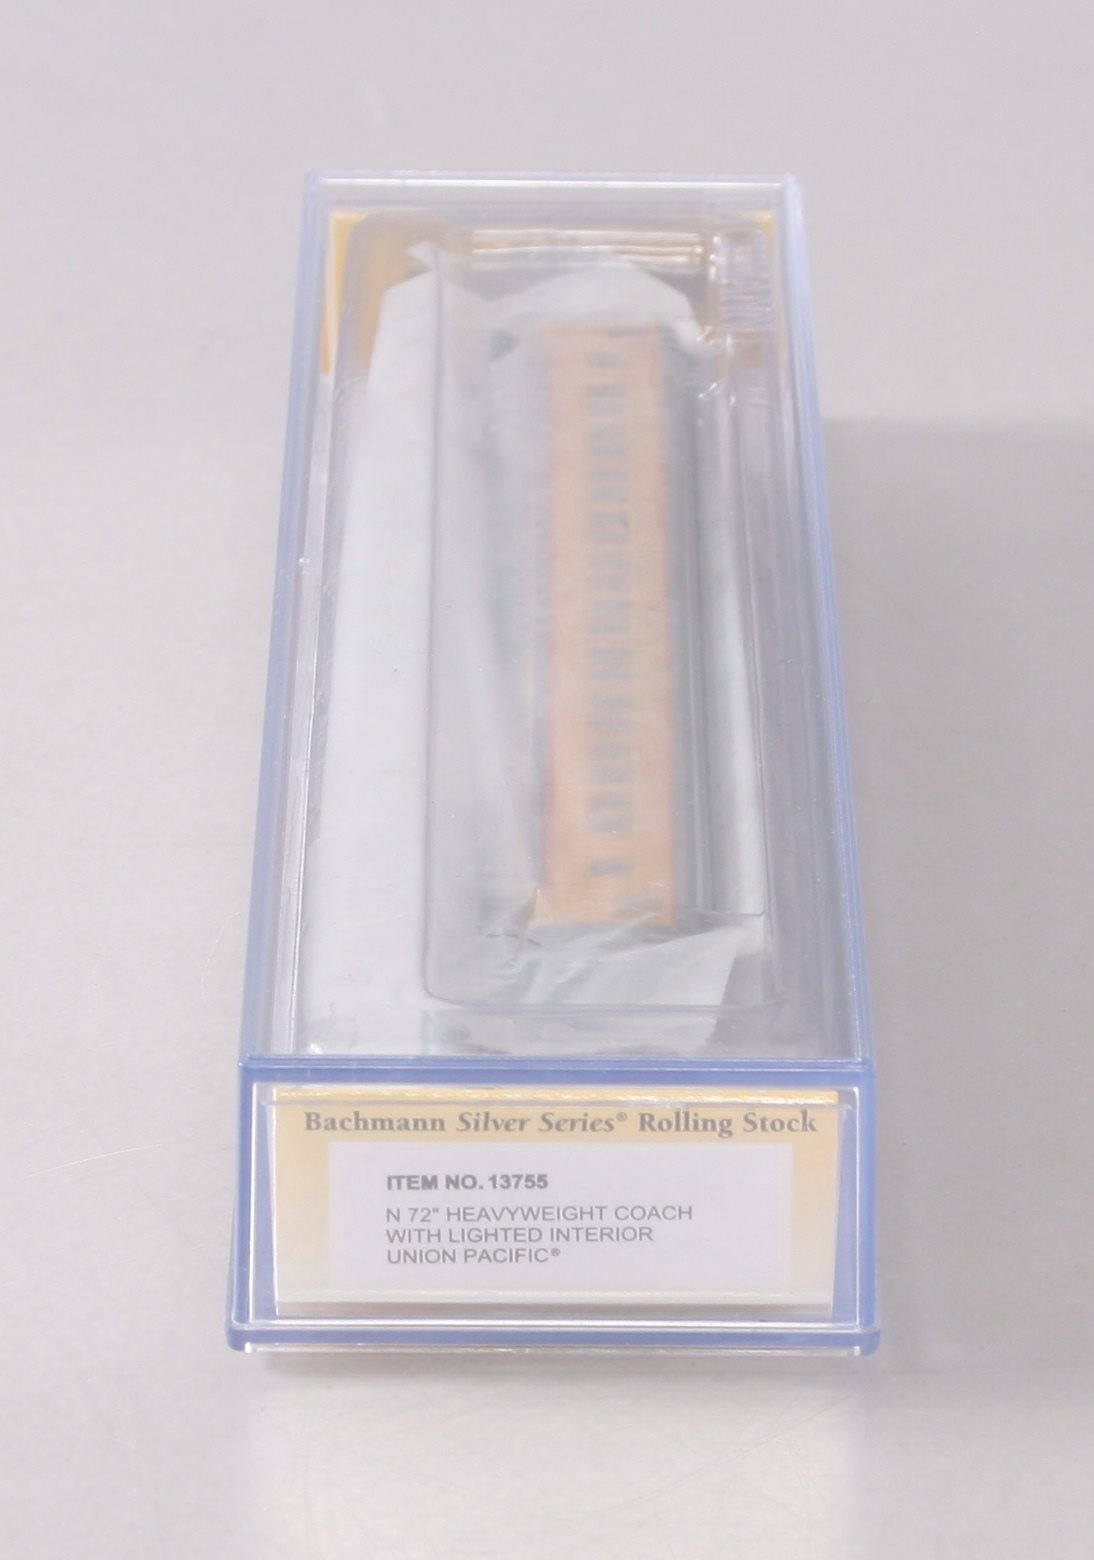 Bachmann Silver Series® Rolling Stock
ITEM NO. 13755
N 72" HEAVYWEIGHT COACH
WITH LIGHTED INTERIOR
UNION PACIFIC®